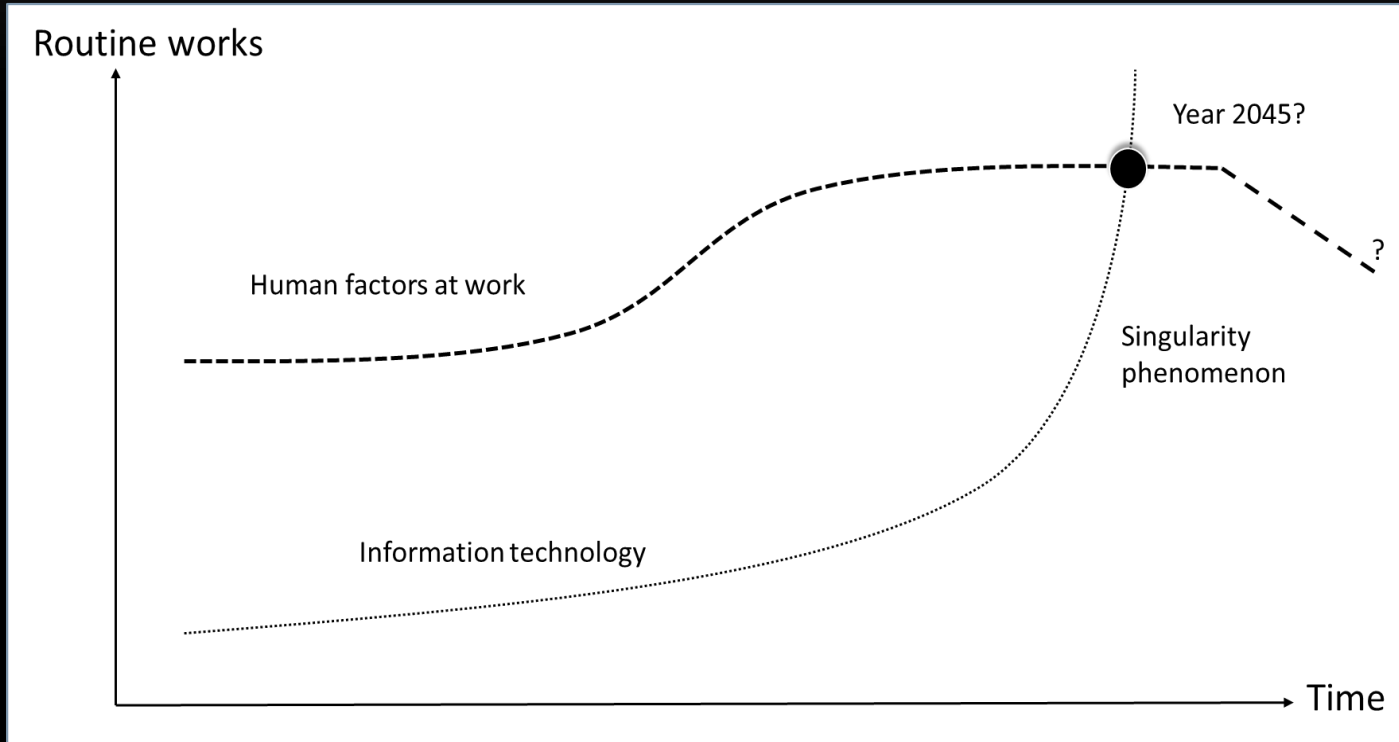 Routine works
Year 2045?
?
Human factors at work
Singularity
phenomenon
Information technology
Time